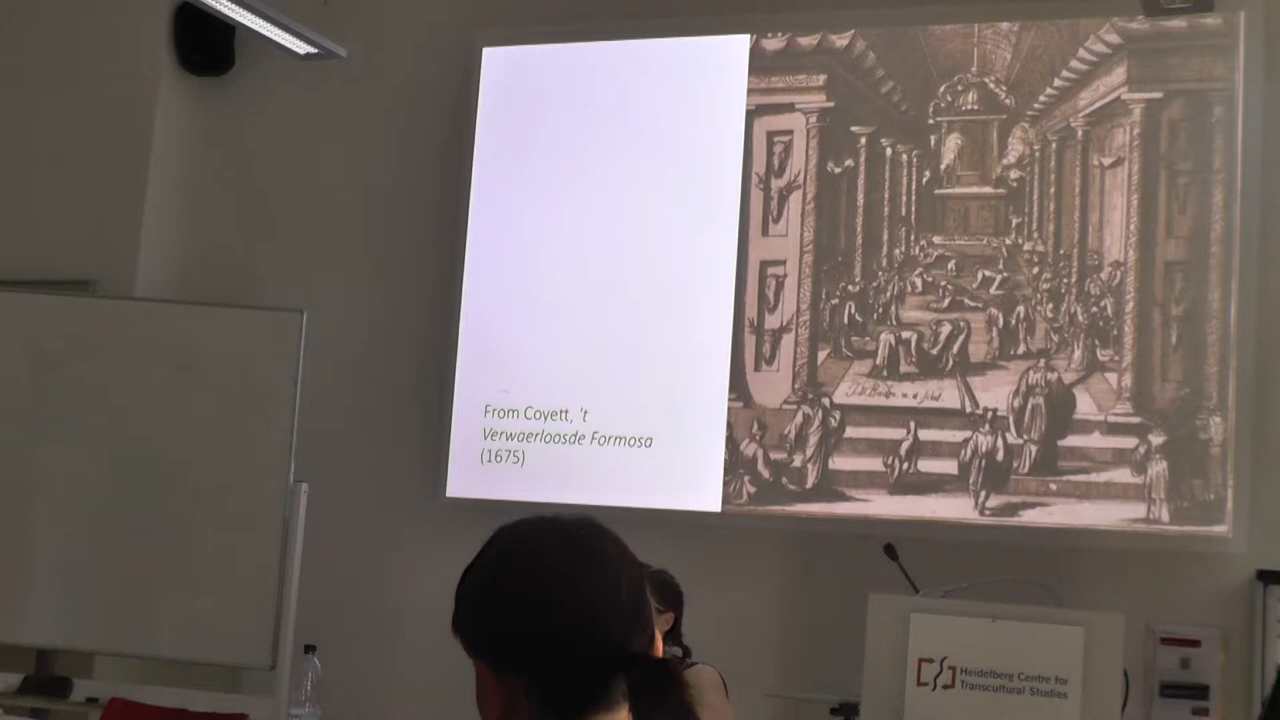 From Coyett, 't
Verwaerloosde Formosa
(1675)
Heidelberg Centre for
Transcultural Studies